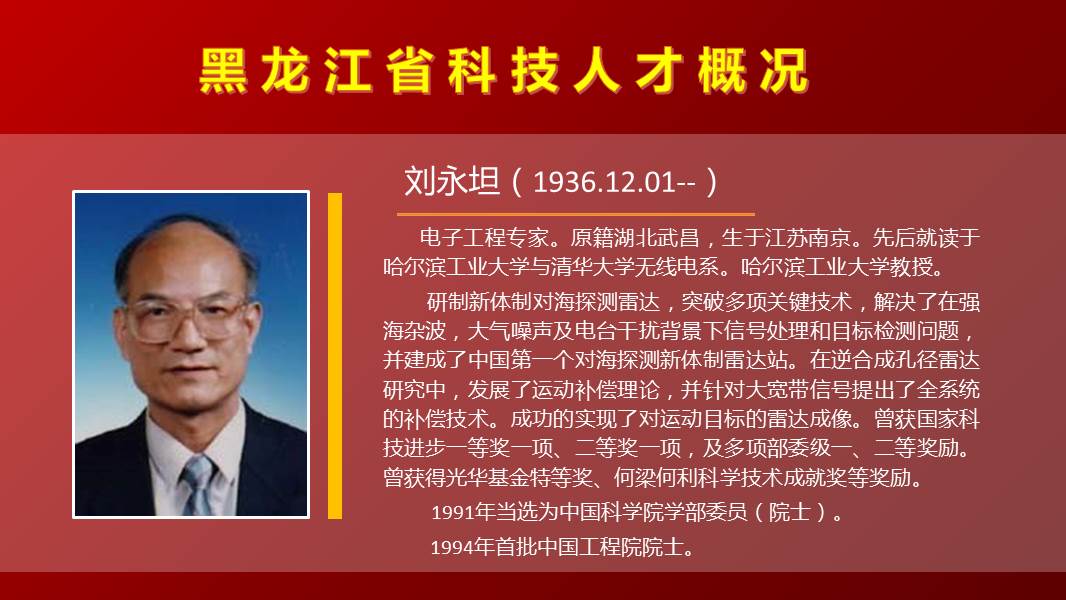 黑龙江省科技人才概况
刘永坦（1936.12.01--）
电子工程专家。原籍湖北武昌，生于江苏南京。先后就读于
哈尔滨工业大学与清华大学无线电系。哈尔滨工业大学教授。
研制新体制对海探测雷达，突破多项关键技术，解决了在强
海杂波，大气噪声及电台干扰背景下信号处理和目标检测问题，
并建成了中国第一个对海探测新体制雷达站。在逆合成孔径雷达
研究中，发展了运动补偿理论，并针对大宽带信号提出了全系统
的补偿技术。成功的实现了对运动目标的雷达成像。曾获国家科
技进步一等奖一项、二等奖一项，及多项部委级一、二等奖励。
曾获得光华基金特等奖、何梁何利科学技术成就奖等奖励。
1991年当选为中国科学院学部委员（院士）。
1994年首批中国工程院院士。